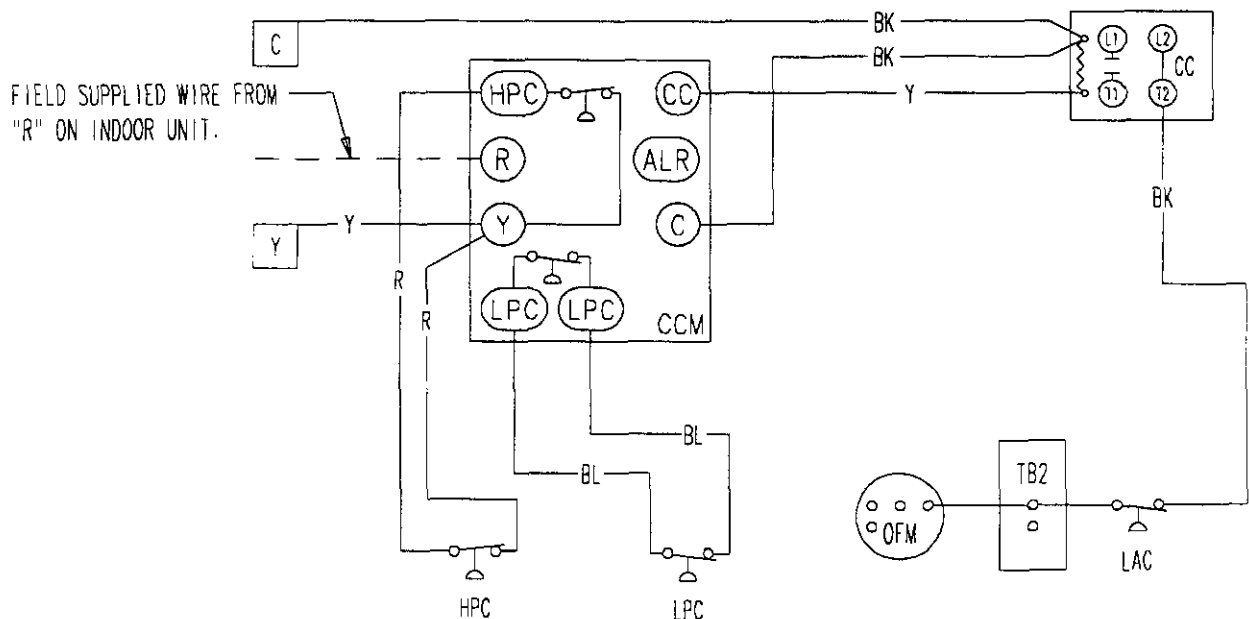 BK
C
L1
L2
BK
CC
HPC
CC
Y
T1
T2
FIELD SUPPLIED WIRE FROM
"R" ON INDOOR UNIT.
R
ALR
BK
Y
Y
C
Y
R
R
LPC
LPC
CCM
BL
BL
TB2
OFM
LAC
HPC
LPC